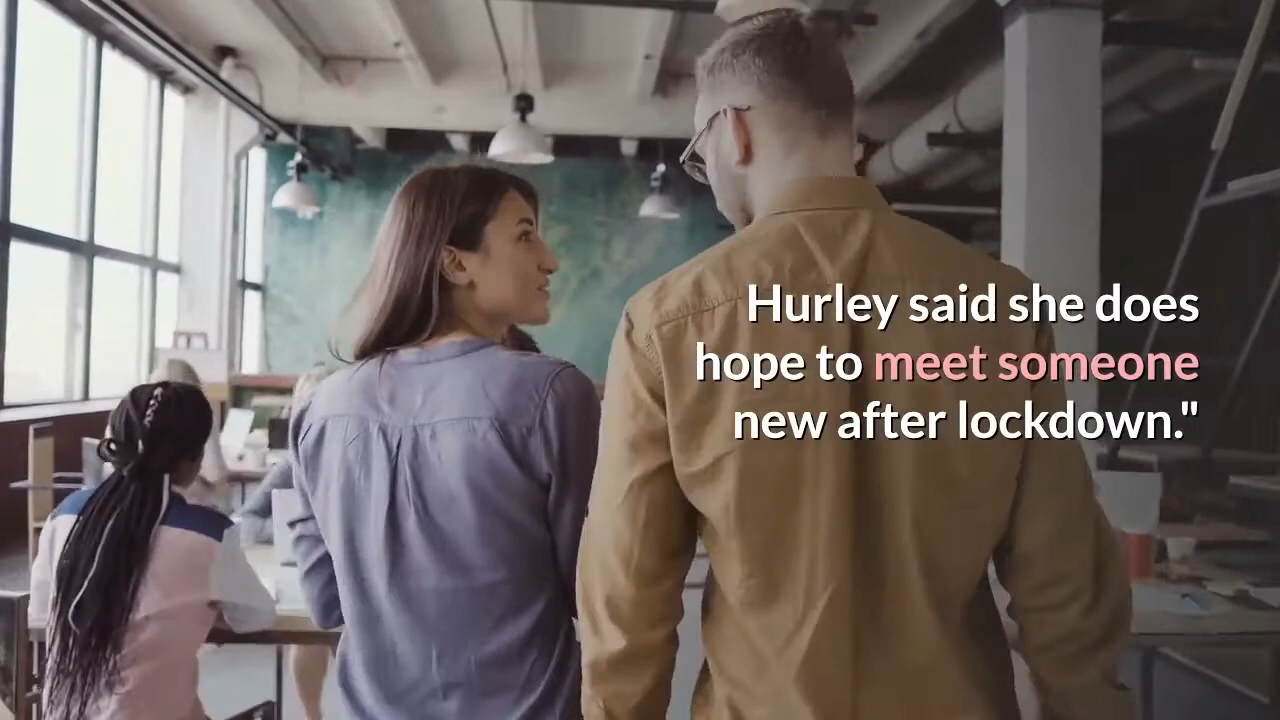 Hurley said she does
hope to meet someone
new after lockdown."